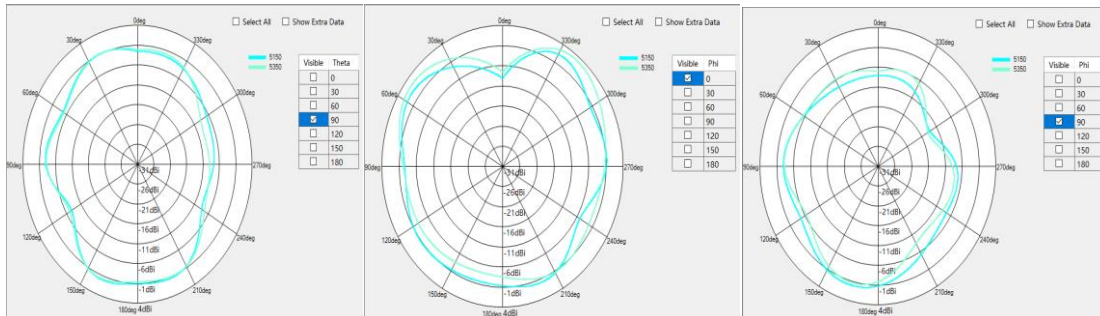 0deg
Select All Show Extra Data
30deg
330deg
5150
5350
Visible Theta
0
30
60
90
120
150
180
60deg
300deg
90deg
270deg
120deg
240deg
150deg
210deg
180deg
-31dBi
-26dBi
-21dBi
-16dBi
-11dBi
-6dBi
-1dBi
4dBi
0deg
Select All Show Extra Data
30deg
330deg
5150
5350
Visible Phi
0
30
60
90
120
150
180
60deg
300deg
90deg
270deg
120deg
240deg
150deg
210deg
180deg
-31dBi
-26dBi
-21dBi
-16dBi
-11dBi
-6dBi
-1dBi
4dBi
0deg
Select All Show Extra Data
30deg
330deg
5150
5350
Visible Phi
0
30
60
90
120
150
180
60deg
300deg
90deg
270deg
120deg
240deg
150deg
210deg
180deg
-31dBi
-26dBi
-21dBi
-16dBi
-11dBi
-6dBi
-1dBi
4dBi